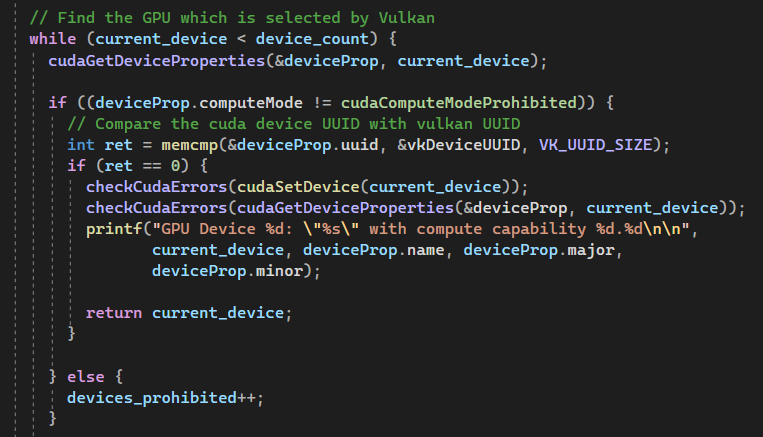 // Find the GPU which is selected by Vulkan
while (current_device < device_count) {
cudaGetDeviceProperties(&deviceProp, current_device);
if ((deviceProp.computeMode != cudaComputeModeProhibited)) {
// Compare the cuda device UUID with vulkan UUID
int ret = memcmp(&deviceProp.uuid, &vkDeviceUUID, VK_UUID_SIZE);
if (ret == 0) {
checkCudaErrors(cudaSetDevice(current_device));
checkCudaErrors(cudaGetDeviceProperties(&deviceProp, current_device));
printf("GPU Device %d: \"%s\" with compute capability %d.%d\n\n",
current_device, deviceProp.name, deviceProp.major,
deviceProp.minor);
return current_device;
}
} else {
devices_prohibited++;
}